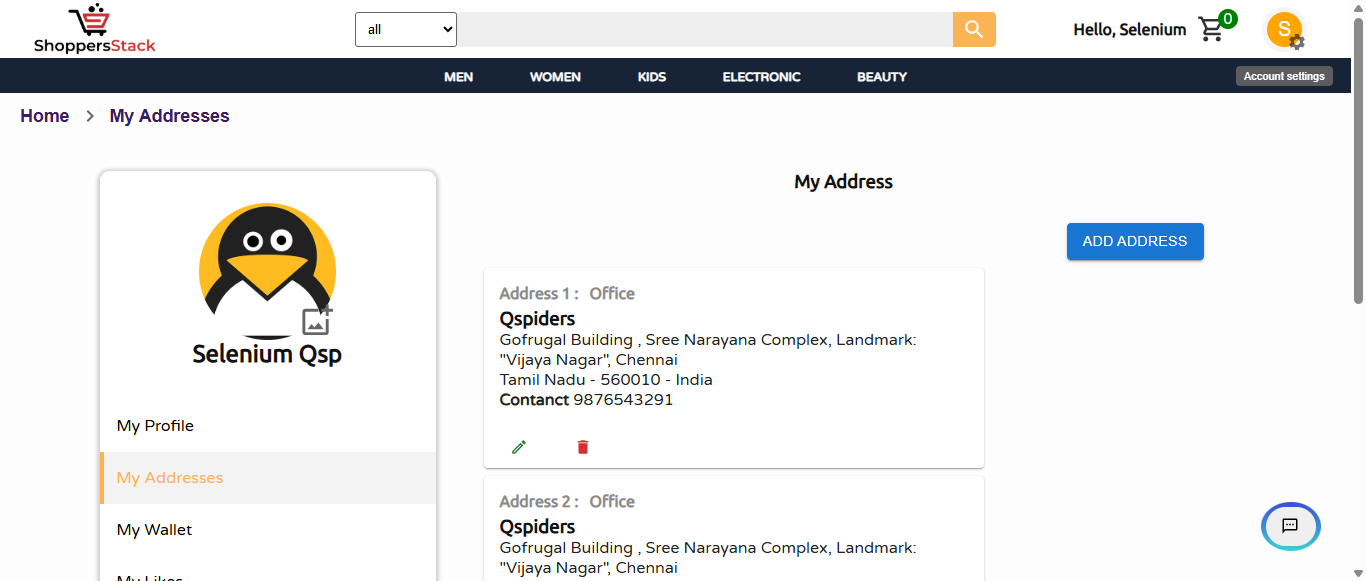 ShoppersStack
all
Hello, Selenium
0
S
MEN WOMEN KIDS ELECTRONIC BEAUTY
Account settings
Home > My Addresses
My Address
ADD ADDRESS
Selenium Qsp
My Profile
My Addresses
My Wallet
My Likes
Address 1 : Office
Qspiders
Gofrugal Building , Sree Narayana Complex, Landmark:
"Vijaya Nagar", Chennai
Tamil Nadu - 560010 - India
Contanct 9876543291
Address 2 : Office
Qspiders
Gofrugal Building , Sree Narayana Complex, Landmark:
"Vijaya Nagar", Chennai